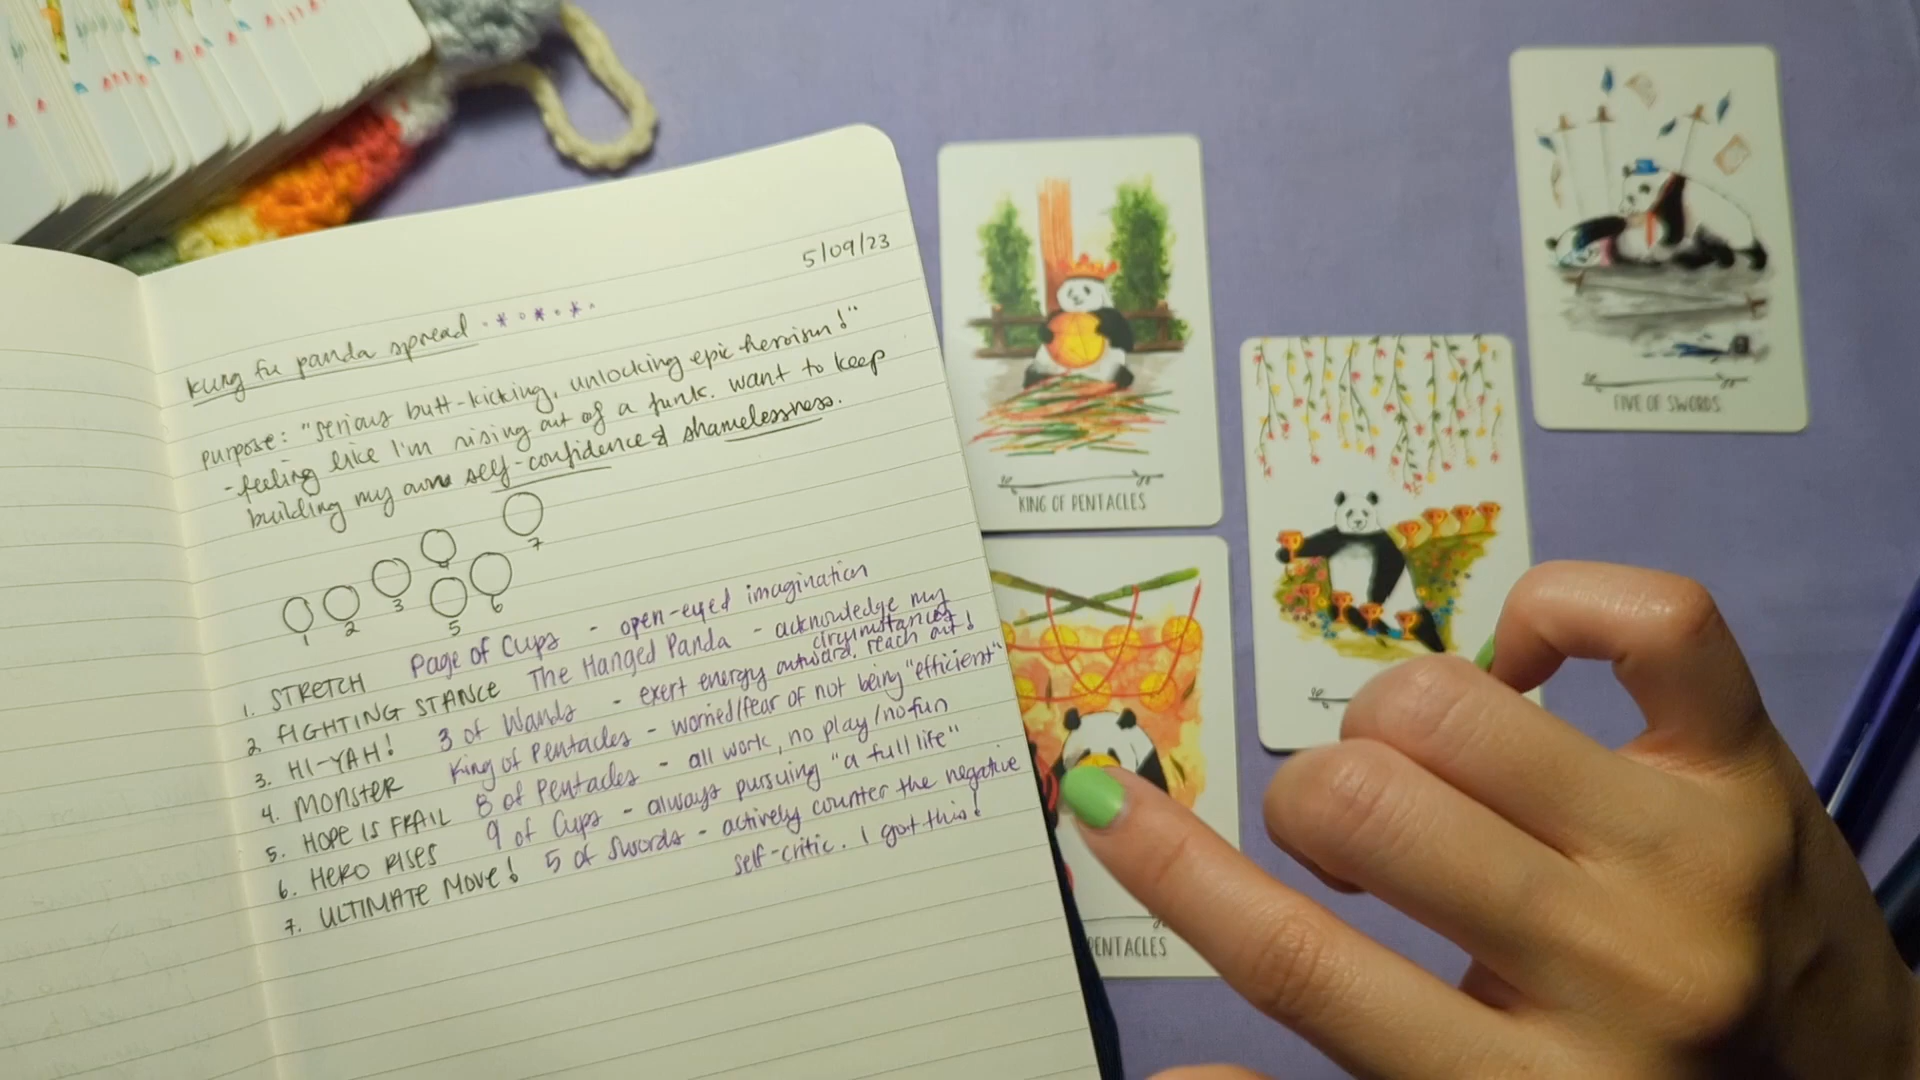 5/09/23
kung fu panda spread
purpose: "serious butt-kicking, unlocking epic heroism!"
- feeling like I'm rising out of a funk. want to keep
building my own self-confidence & shamelessness.
1 2 3 5 6 7
1. STRETCH Page of Cups - open-eyed imagination
2. FIGHTING STANCE The Hanged Panda - acknowledge my
circumstances
3. HI-YAH! 3 of Wands - exert energy outward. reach out!
4. MONSTER King of Pentacles - worried/fear of not being "efficient"
5. HOPE IS FRAIL 8 of Pentacles - all work, no play/no fun
6. HERO RISES 9 of Cups - always pursuing "a full life"
7. ULTIMATE MOVE! 5 of Swords - actively counter the negative
self-critic. I got this!
KING OF PENTACLES
FIVE OF SWORDS
PENTACLES